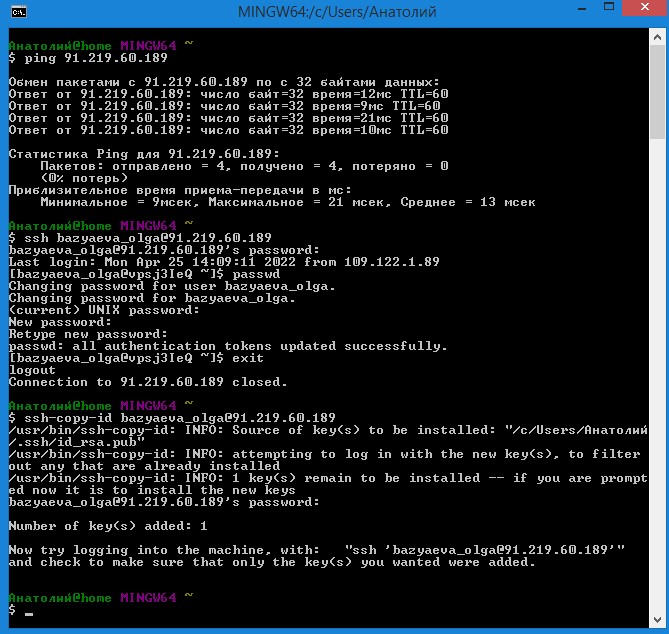 MINGW64:/c/Users/Анатолий
Анатолий@home MINGW64 ~
$ ping 91.219.60.189
Обмен пакетами с 91.219.60.189 по с 32 байтами данных:
Ответ от 91.219.60.189: число байт=32 время=12мс TTL=60
Ответ от 91.219.60.189: число байт=32 время=9мс TTL=60
Ответ от 91.219.60.189: число байт=32 время=21мс TTL=60
Ответ от 91.219.60.189: число байт=32 время=10мс TTL=60
Статистика Ping для 91.219.60.189:
    Пакетов: отправлено = 4, получено = 4, потеряно = 0
    (0% потерь)
Приблизительное время приема-передачи в мс:
    Минимальное = 9мсек, Максимальное = 21 мсек, Среднее = 13 мсек
Анатолий@home MINGW64 ~
$ ssh bazyaeva_olga@91.219.60.189
bazyaeva_olga@91.219.60.189's password:
Last login: Mon Apr 25 14:09:11 2022 from 109.122.1.89
[bazyaeva_olga@vpsj3IeQ ~]$ passwd
Changing password for user bazyaeva_olga.
Changing password for bazyaeva_olga.
(current) UNIX password:
New password:
Retype new password:
passwd: all authentication tokens updated successfully.
[bazyaeva_olga@vpsj3IeQ ~]$ exit
logout
Connection to 91.219.60.189 closed.
Анатолий@home MINGW64 ~
$ ssh-copy-id bazyaeva_olga@91.219.60.189
/usr/bin/ssh-copy-id: INFO: Source of key(s) to be installed: "/c/Users/Анатолий
/.ssh/id_rsa.pub"
/usr/bin/ssh-copy-id: INFO: attempting to log in with the new key(s), to filter
out any that are already installed
/usr/bin/ssh-copy-id: INFO: 1 key(s) remain to be installed -- if you are prompt
ed now it is to install the new keys
bazyaeva_olga@91.219.60.189's password:
Number of key(s) added: 1
Now try logging into the machine, with:   "ssh 'bazyaeva_olga@91.219.60.189'"
and check to make sure that only the key(s) you wanted were added.
Анатолий@home MINGW64 ~
$